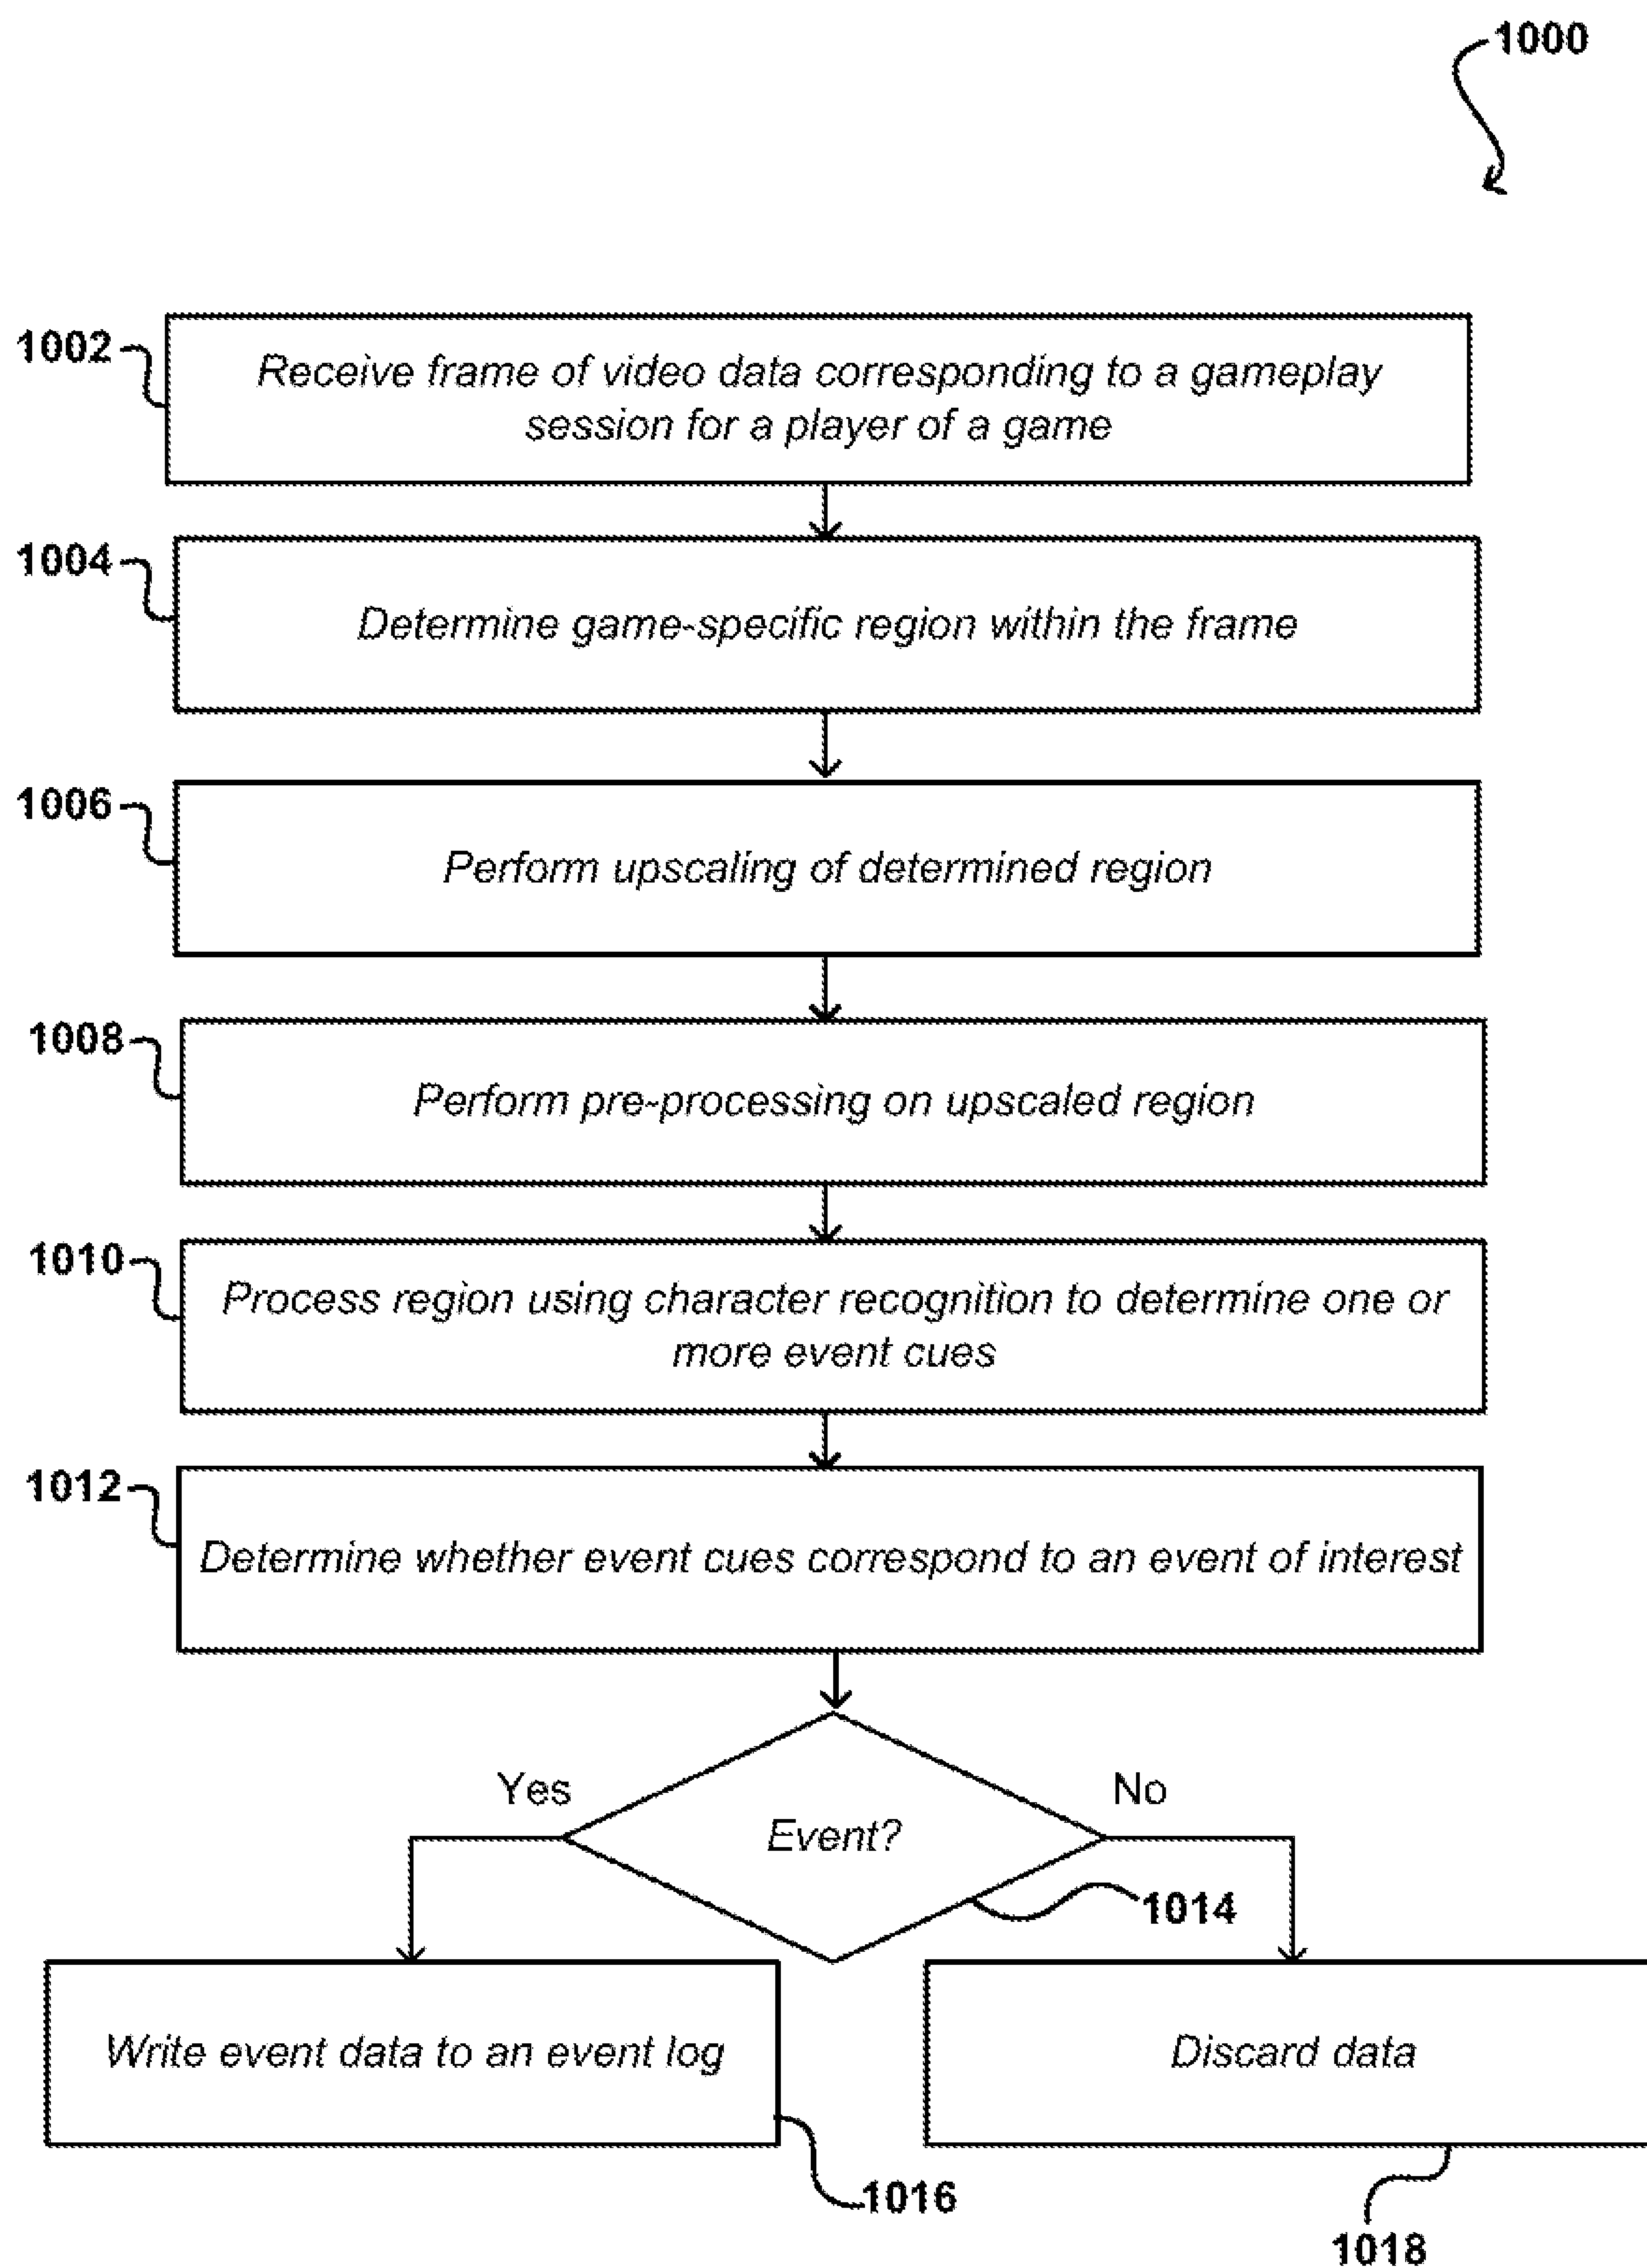 1000
1002
Receive frame of video data corresponding to a gameplay
session for a player of a game
1004
Determine game-specific region within the frame
1006
Perform upscaling of determined region
1008
Perform pre-processing on upscaled region
1010
Process region using character recognition to determine one or
more event cues
1012
Determine whether event cues correspond to an event of interest
Yes
No
Event?
1014
Write event data to an event log
Discard data
1016
1018